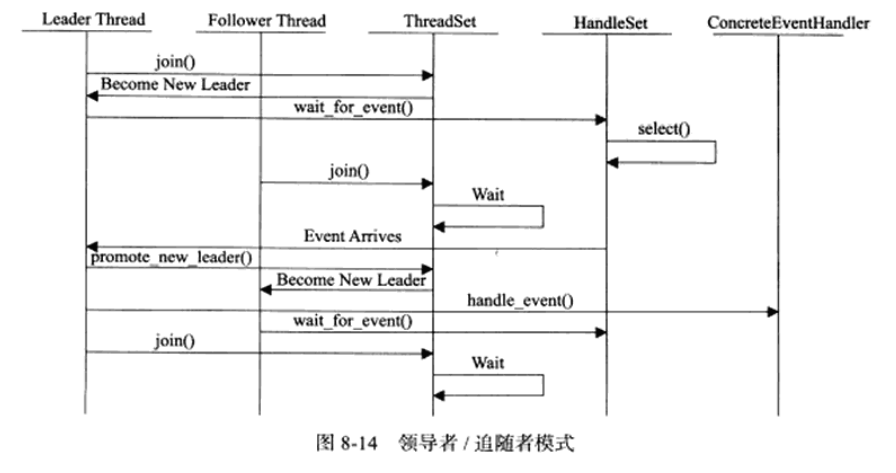 Leader Thread Follower Thread ThreadSet HandleSet ConcreteEventHandler
join()
Become New Leader
wait_for_event()
select()
join()
Wait
Event Arrives
promote_new_leader()
Become New Leader
handle_event()
wait_for_event()
join()
Wait
图 8-14 领导者 / 追随者模式